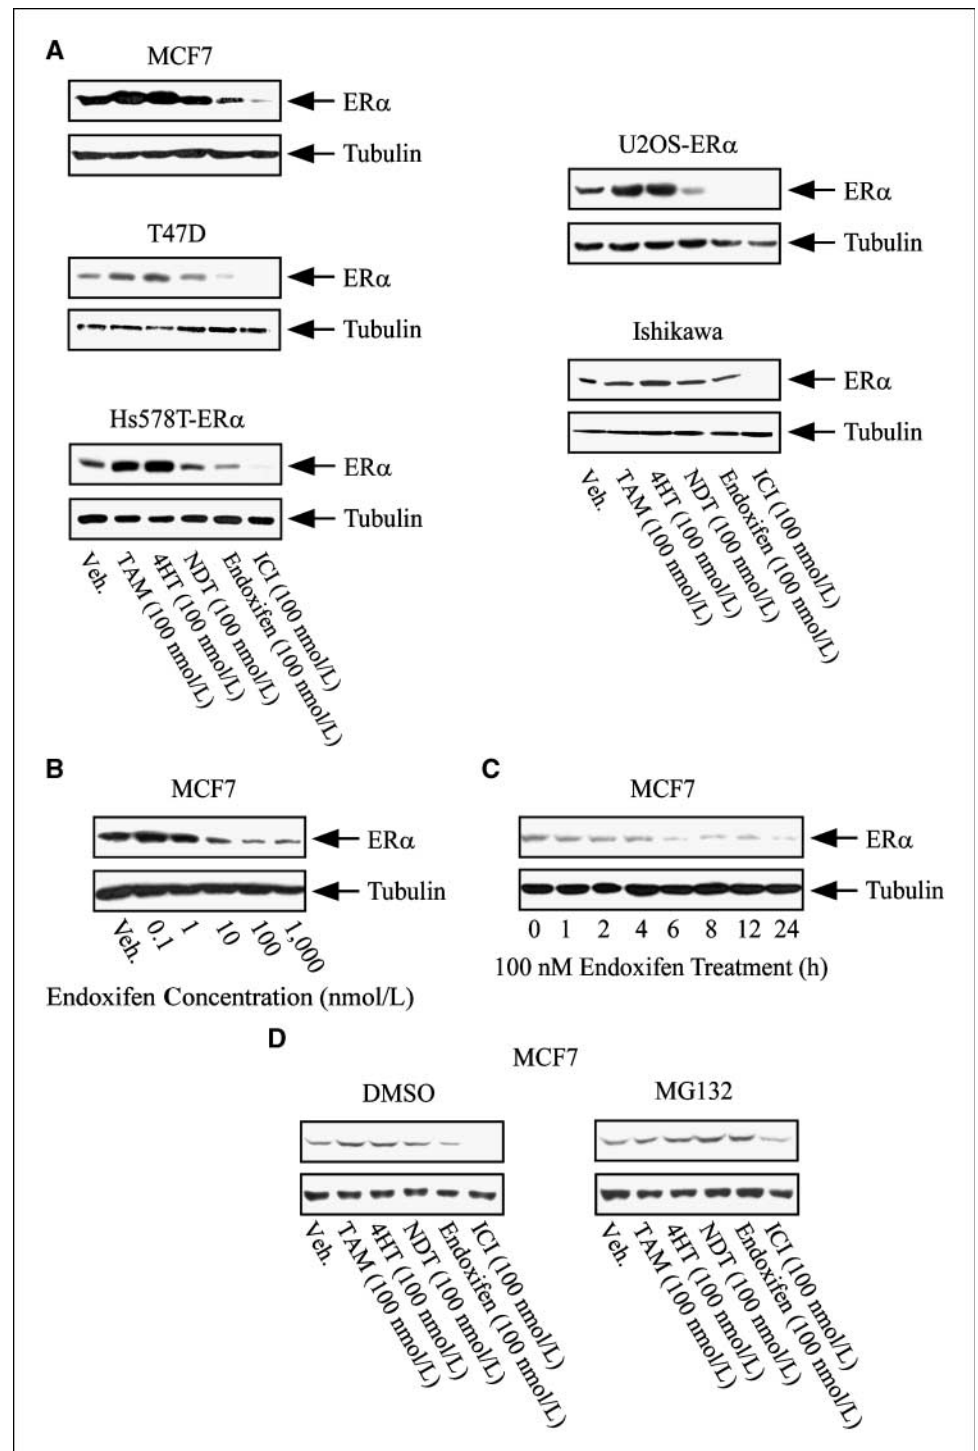 A
MCF7
ERα
Tubulin
T47D
ERα
Tubulin
Hs578T-ERα
ERα
Tubulin
Veh.
TAM (100 nmol/L)
4HT (100 nmol/L)
NDT (100 nmol/L)
Endoxifen (100 nmol/L)
ICI (100 nmol/L)
U2OS-ERα
ERα
Tubulin
Ishikawa
ERα
Tubulin
Veh.
TAM (100 nmol/L)
4HT (100 nmol/L)
NDT (100 nmol/L)
Endoxifen (100 nmol/L)
ICI (100 nmol/L)
B
MCF7
ERα
Tubulin
Veh. 0.1 1 10 100 1,000
Endoxifen Concentration (nmol/L)
C
MCF7
ERα
Tubulin
0 1 2 4 6 8 12 24
100 nM Endoxifen Treatment (h)
D
MCF7
DMSO
Veh.
TAM (100 nmol/L)
4HT (100 nmol/L)
NDT (100 nmol/L)
Endoxifen (100 nmol/L)
ICI (100 nmol/L)
MG132
Veh.
TAM (100 nmol/L)
4HT (100 nmol/L)
NDT (100 nmol/L)
Endoxifen (100 nmol/L)
ICI (100 nmol/L)